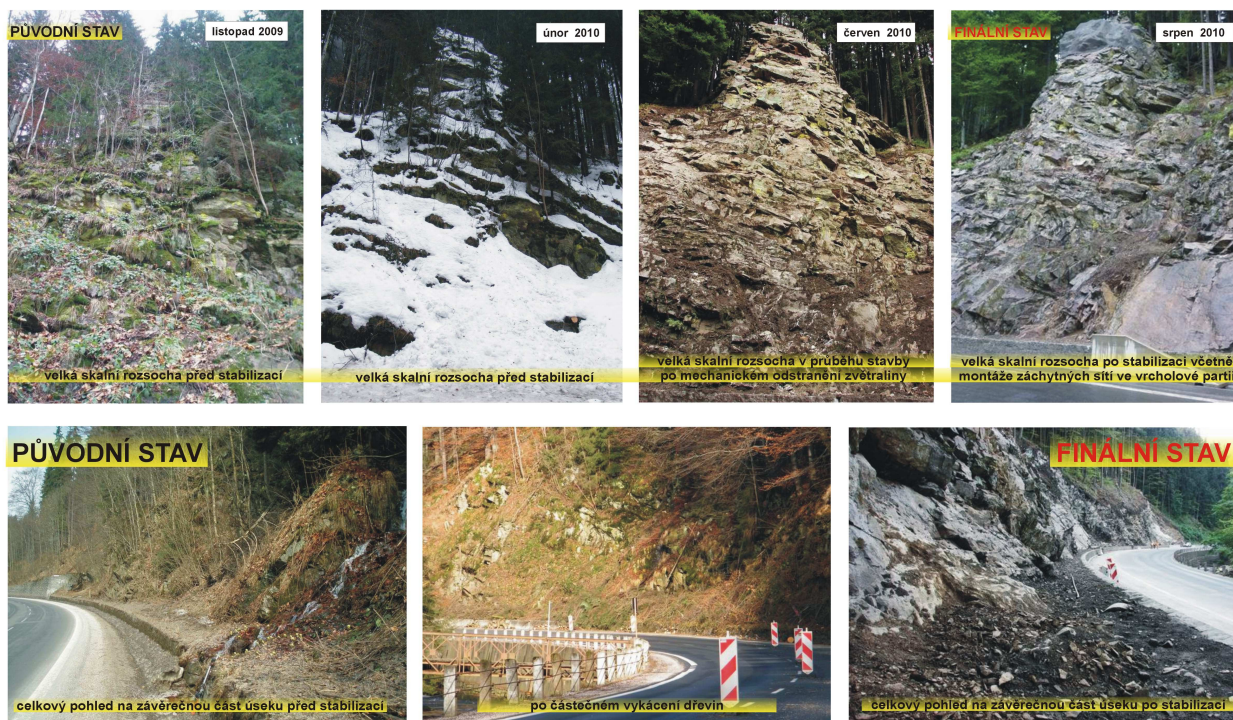 PŮVODNÍ STAV
listopad 2009
velká skalní rozsocha před stabilizací
únor 2010
velká skalní rozsocha před stabilizací
červen 2010
velká skalní rozsocha v průběhu stavby
po mechanickém odstranění zvětraliny
FINÁLNÍ STAV
srpen 2010
velká skalní rozsocha po stabilizaci včetně
montáže záchytných sítí ve vrcholové partii
PŮVODNÍ STAV
celkový pohled na závěrečnou část úseku před stabilizací
po částečném vykácení dřevin
FINÁLNÍ STAV
celkový pohled na závěrečnou část úseku po stabilizaci